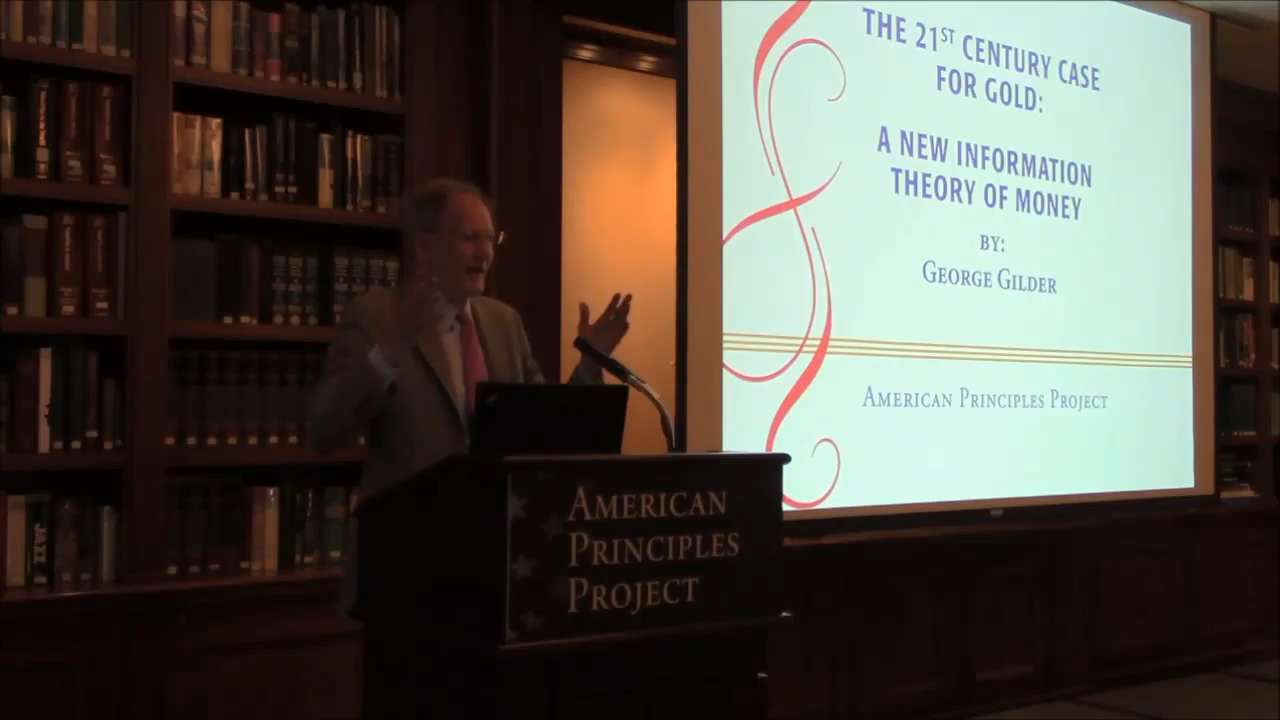 THE 21ST CENTURY CASE
FOR GOLD:
A NEW INFORMATION
THEORY OF MONEY
BY:
GEORGE GILDER
AMERICAN PRINCIPLES PROJECT
AMERICAN
PRINCIPLES
PROJECT
JAZZ